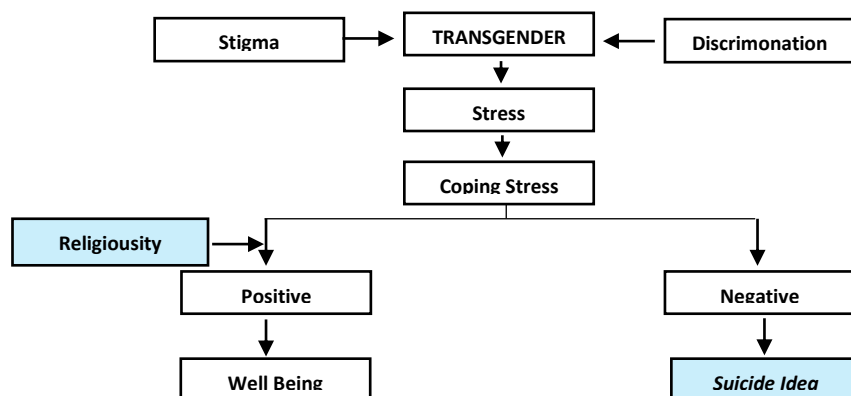 Stigma
TRANSGENDER
Discrimonation
Stress
Coping Stress
Religiousity
Positive
Negative
Well Being
Suicide Idea